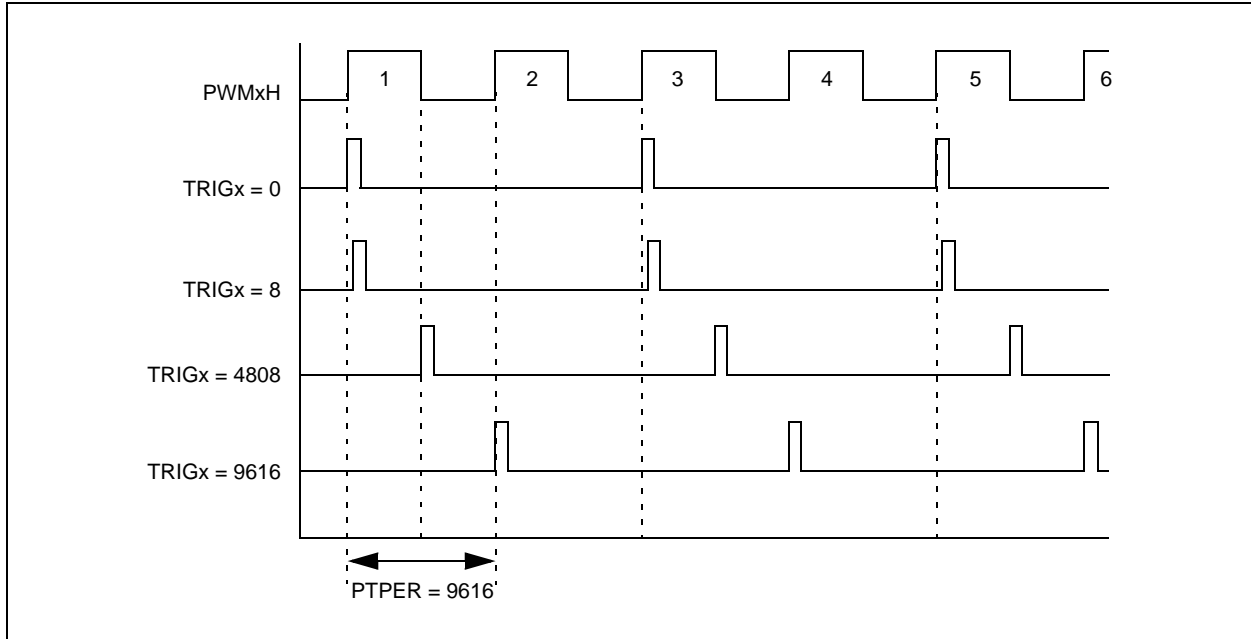 1 2 3 4 5 6
PWMxH
TRIGx = 0
TRIGx = 8
TRIGx = 4808
TRIGx = 9616
PTPER = 9616